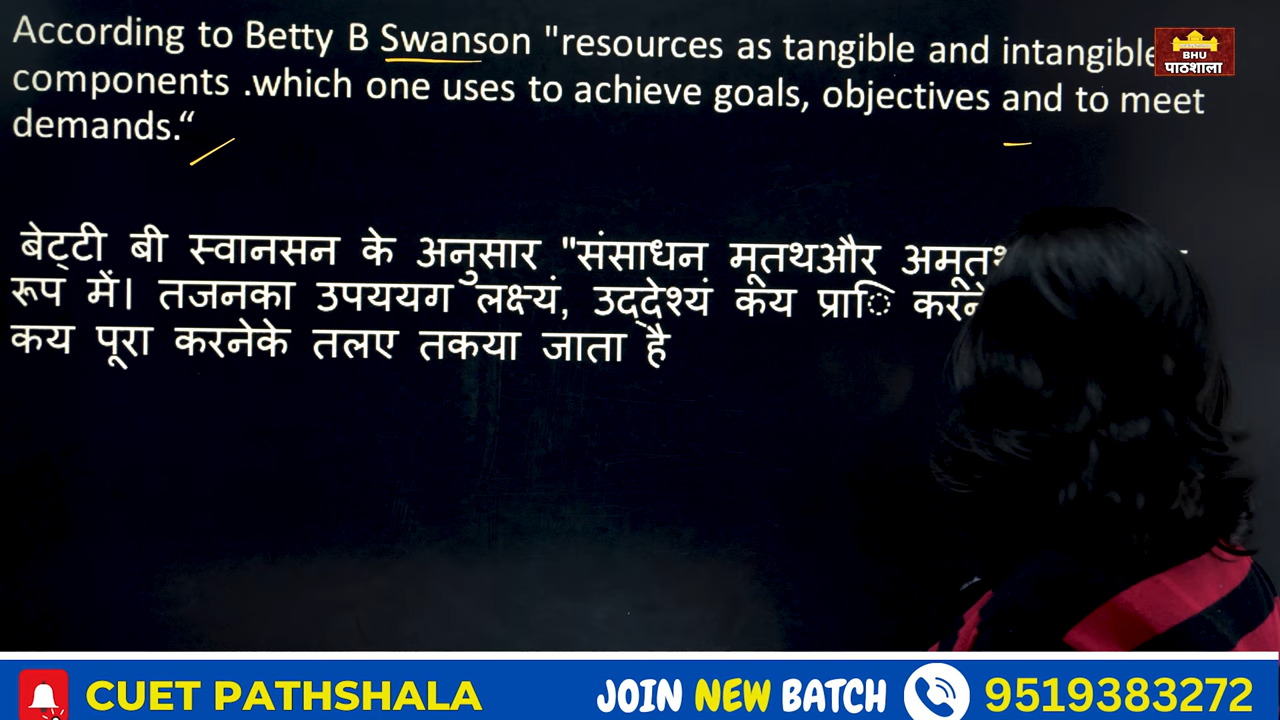 According to Betty B Swanson "resources as tangible and intangible
components .which one uses to achieve goals, objectives and to meet
demands.“
BHU
पाठशाला
बेट्टी बी स्वानसन के अनुसार "संसाधन मूतथऔर
रूप में। तजनका उपययग लक्ष्यं, उद्देश्यं कय प्राि
कय पूरा करनेके तलए तकया जाता है
CUET PATHSHALA
JOIN NEW BATCH
9519383272